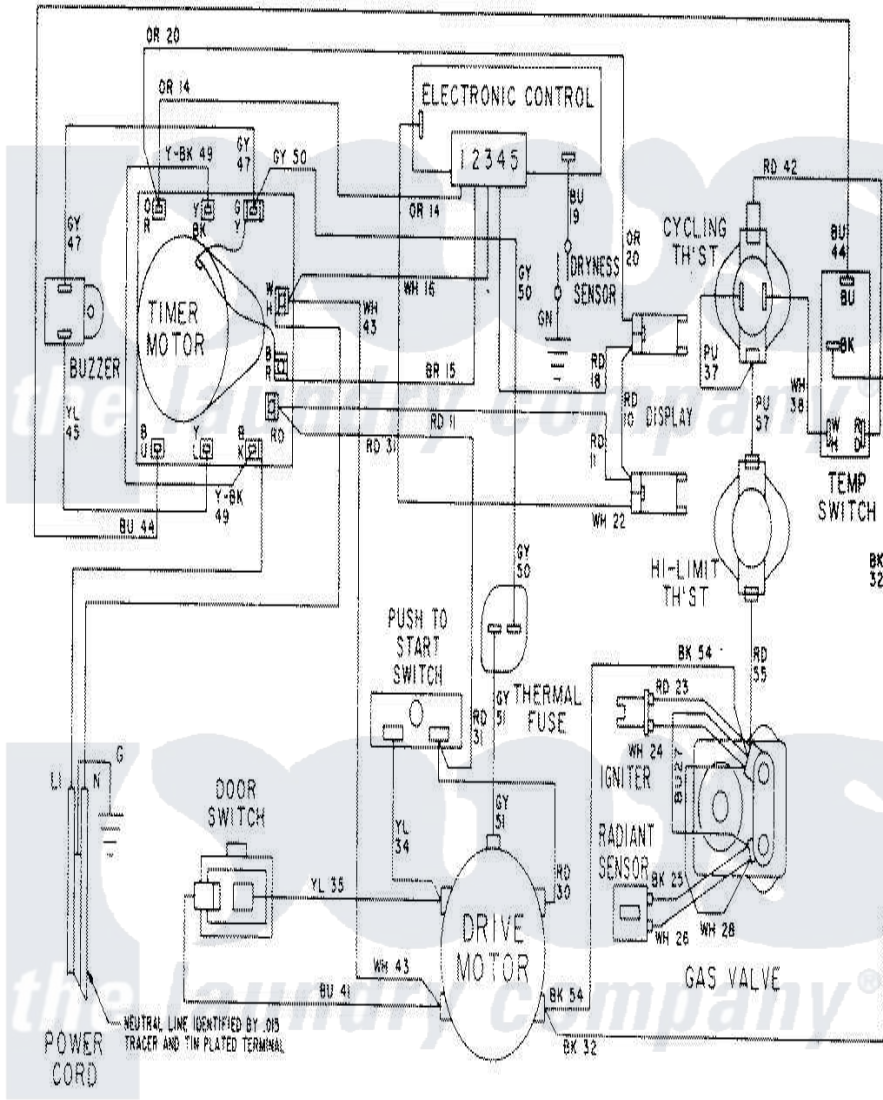 OR 20
OR 14
ELECTRONIC CONTROL
GY
47
Y-BK 49
GY
47
GY 50
1 2 3 4 5
RD 42
O
R
Y
BK
G
Y
OR 14
BU
19
CYCLING
TH'ST
BU
44
OR
20
GY
50
DRYNESS
SENSOR
WH 16
W
H
WH
43
TIMER
MOTOR
BU
BK
GN
BUZZER
B
R
BR 15
RD
18
PU
37
WH
38
YL
45
RD
RD 11
RD
10
DISPLAY
PU
57
RD 31
RD
11
B
U
Y
L
B
K
W
H
R
D
TEMP
SWITCH
Y-BK
49
BU 44
WH 22
GY
50
HI-LIMIT
TH'ST
BK
32
PUSH TO
START
SWITCH
BK 54
RD
55
GY
51
THERMAL
FUSE
RD 23
RD
31
WH 24
IGNITER
BU27
L1
N
G
DOOR
SWITCH
YL
34
GY
51
RADIANT
SENSOR
RD
30
BK 25
YL 35
WH 28
WH 26
DRIVE
MOTOR
WH 43
BU 41
BK 54
GAS VALVE
NEUTRAL LINE IDENTIFIED BY .015
TRACER AND TIN PLATED TERMINAL
POWER
CORD
BK 32
the laundry company®
the laundry company®